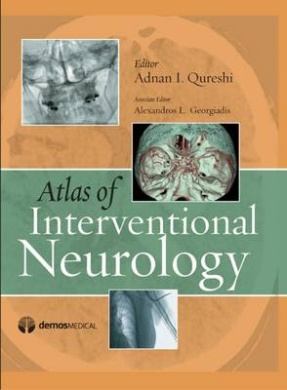 Editor
Adnan I. Qureshi
Associate Editor
Alexandros L. Georgiadis
Atlas of
Interventional
Neurology
demosMEDICAL